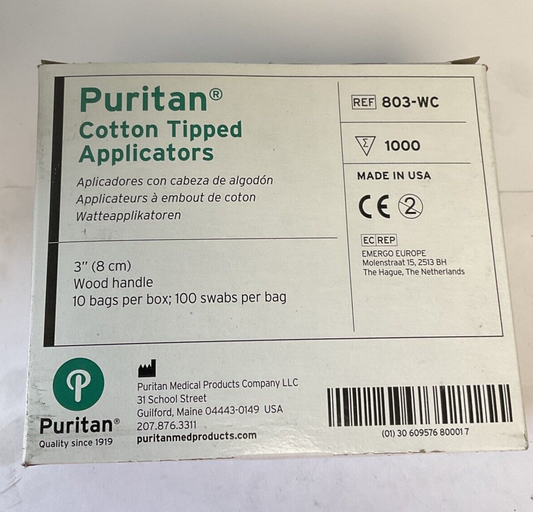 Puritan®
Cotton Tipped
Applicators
Aplicadores con cabeza de algodón
Applicateurs à embout de coton
Watteapplikatoren
3" (8 cm)
Wood handle
10 bags per box; 100 swabs per bag
REF 803-WC
Σ 1000
MADE IN USA
CE 2
EC REP
EMERGO EUROPE
Molenstraat 15, 2513 BH
The Hague, The Netherlands
Puritan®
Quality since 1919
Puritan Medical Products Company LLC
31 School Street
Guilford, Maine 04443-0149 USA
207.876.3311
puritanmedproducts.com
(01) 30 609576 80001 7